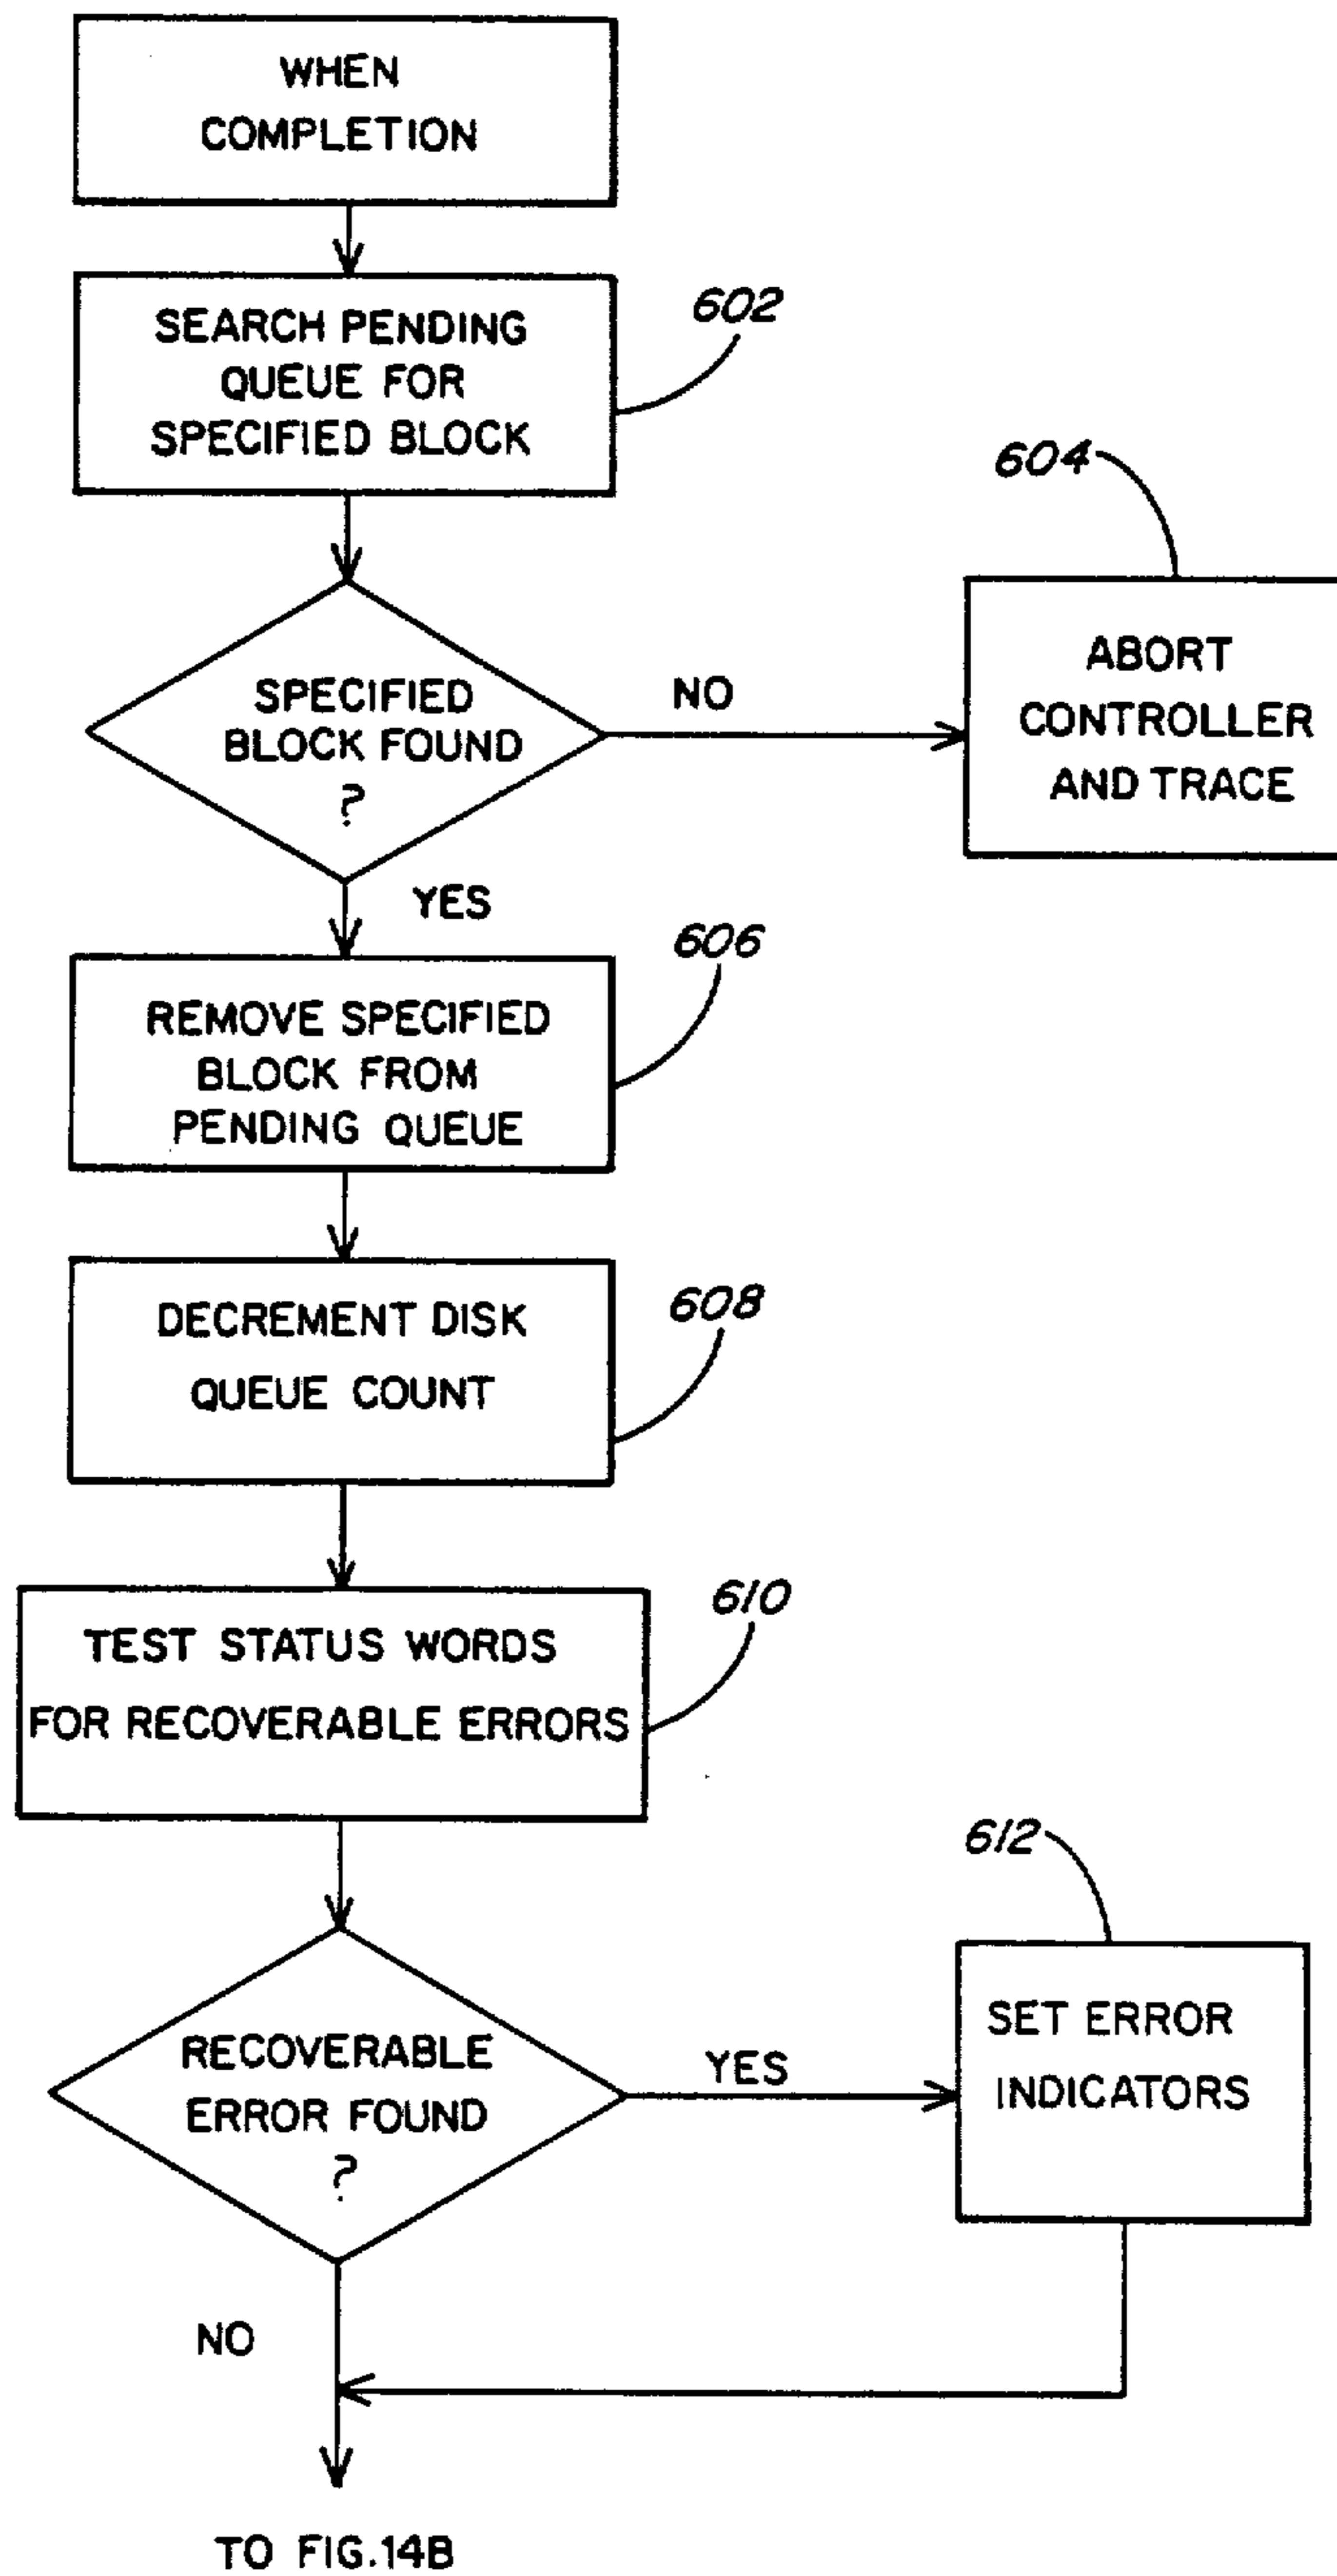 WHEN
COMPLETION
SEARCH PENDING
QUEUE FOR
SPECIFIED BLOCK
602
SPECIFIED
BLOCK FOUND
?
NO
YES
604
ABORT
CONTROLLER
AND TRACE
606
REMOVE SPECIFIED
BLOCK FROM
PENDING QUEUE
608
DECREMENT DISK
QUEUE COUNT
610
TEST STATUS WORDS
FOR RECOVERABLE ERRORS
RECOVERABLE
ERROR FOUND
?
YES
NO
612
SET ERROR
INDICATORS
TO FIG.14B